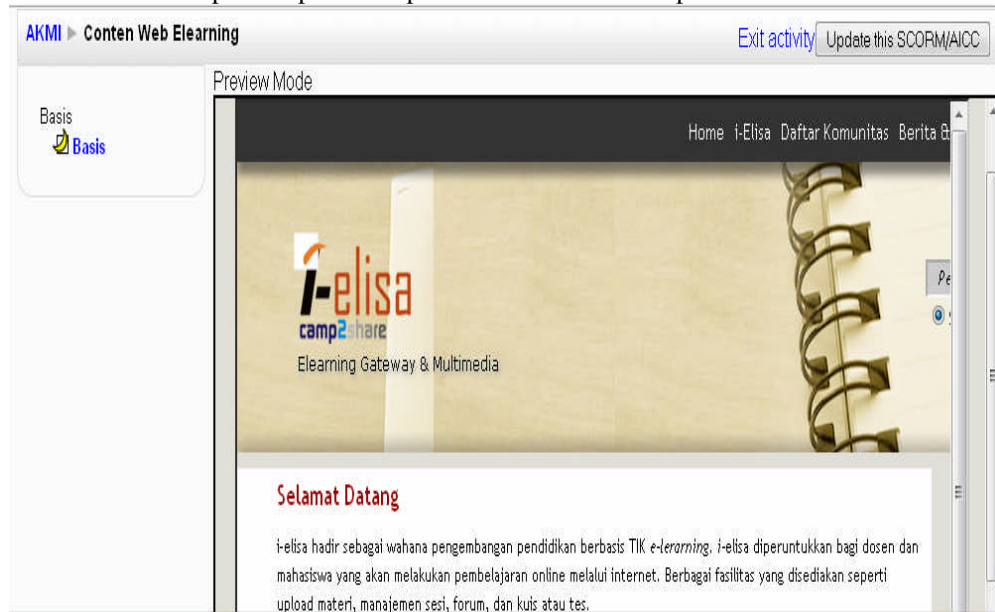 AKMI ► Conten Web Elearning
Exit activity Update this SCORM/AICC
Preview Mode
Basis
Basis
Home i-Elisa Daftar Komunitas Berita &
i-elisa
camp2share
Elearning Gateway & Multimedia
Pe
Selamat Datang
i-elisa hadir sebagai wahana pengembangan pendidikan berbasis TIK e-lerarning. i-elisa diperuntukkan bagi dosen dan
mahasiswa yang akan melakukan pembelajaran online melalui internet. Berbagai fasilitas yang disediakan seperti
upload materi, manajemen sesi, forum, dan kuis atau tes.